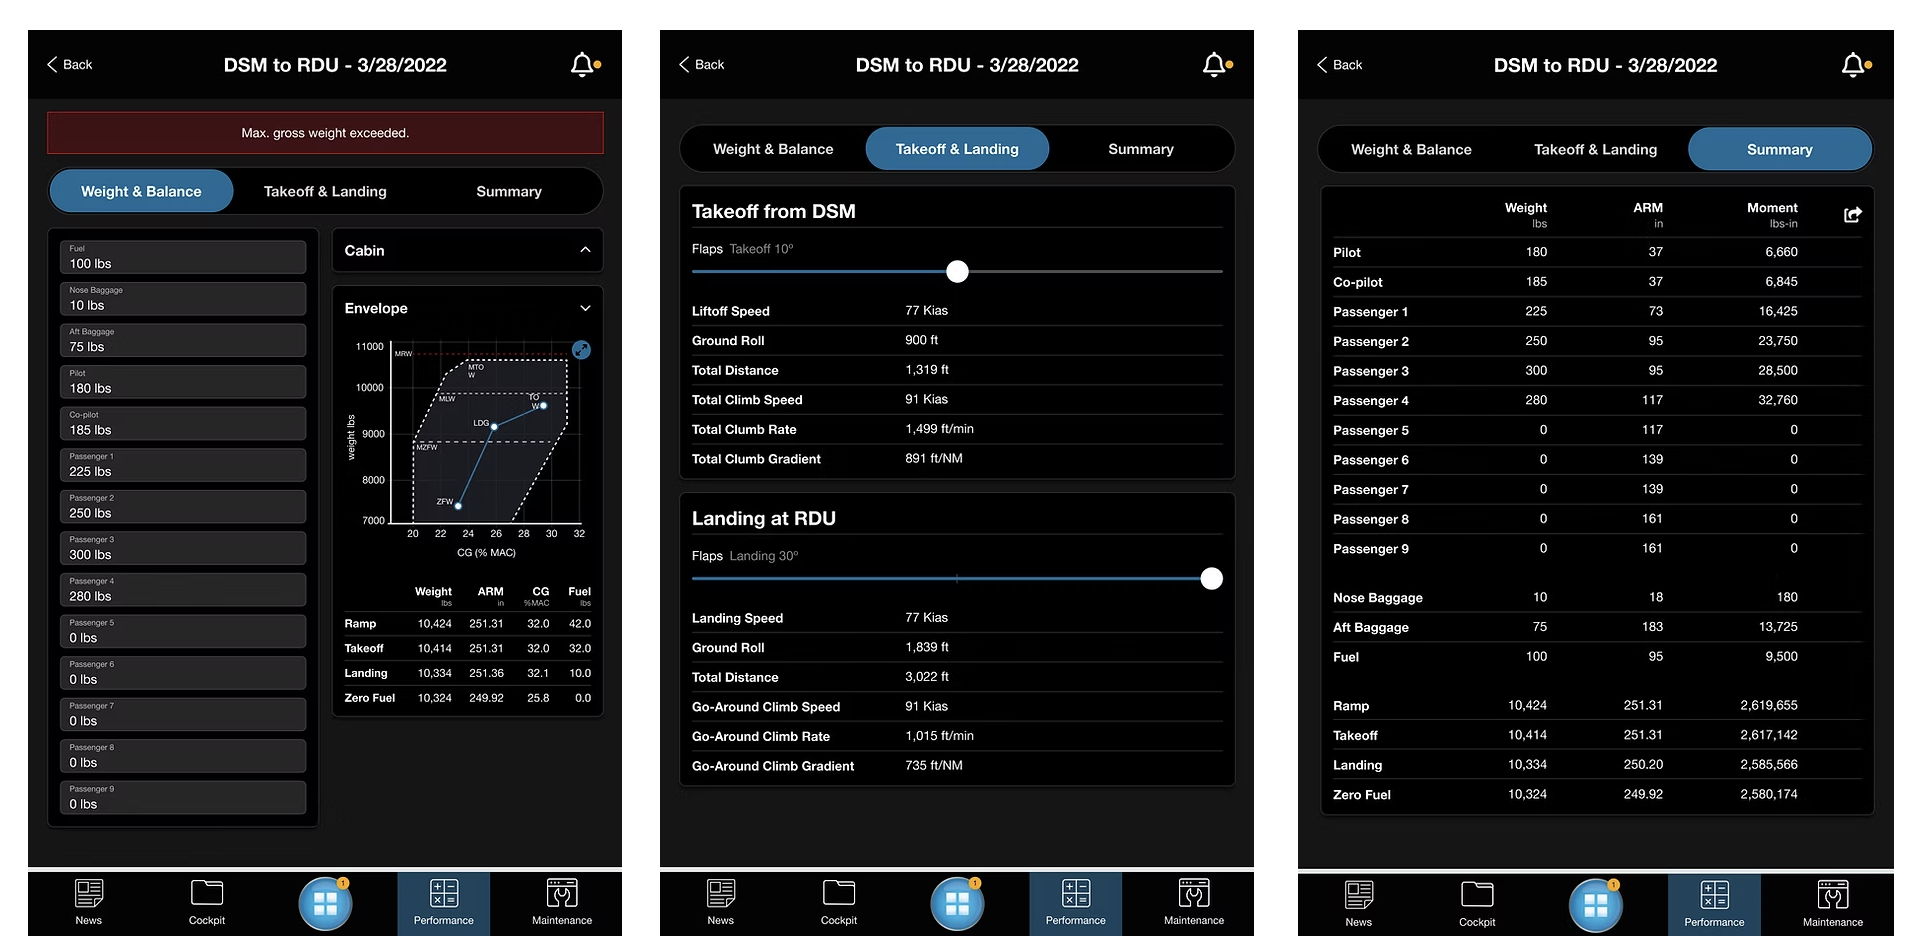 Back
DSM to RDU - 3/28/2022
Max. gross weight exceeded.
Weight & Balance Takeoff & Landing Summary
Fuel
100 lbs
Nose Baggage
10 lbs
Aft Baggage
75 lbs
Pilot
180 lbs
Co-pilot
185 lbs
Passenger 1
225 lbs
Passenger 2
250 lbs
Passenger 3
300 lbs
Passenger 4
280 lbs
Passenger 5
0 lbs
Passenger 6
0 lbs
Passenger 7
0 lbs
Passenger 8
0 lbs
Passenger 9
0 lbs
Cabin
Envelope
11000
10000
9000
8000
7000
weight lbs
MRW
MTO
W
MLW
TO
W
LDG
MZFW
ZFW
20 22 24 26 28 30 32
CG (% MAC)
Weight ARM CG Fuel
lbs in %MAC lbs
Ramp 10,424 251.31 32.0 42.0
Takeoff 10,414 251.31 32.0 32.0
Landing 10,334 251.36 32.1 10.0
Zero Fuel 10,324 249.92 25.8 0.0
1
News Cockpit Performance Maintenance
Back
DSM to RDU - 3/28/2022
Weight & Balance Takeoff & Landing Summary
Takeoff from DSM
Flaps Takeoff 10º
Liftoff Speed 77 Kias
Ground Roll 900 ft
Total Distance 1,319 ft
Total Climb Speed 91 Kias
Total Clumb Rate 1,499 ft/min
Total Clumb Gradient 891 ft/NM
Landing at RDU
Flaps Landing 30º
Landing Speed 77 Kias
Ground Roll 1,839 ft
Total Distance 3,022 ft
Go-Around Climb Speed 91 Kias
Go-Around Climb Rate 1,015 ft/min
Go-Around Climb Gradient 735 ft/NM
1
News Cockpit Performance Maintenance
Back
DSM to RDU - 3/28/2022
Weight & Balance Takeoff & Landing Summary
Weight ARM Moment
lbs in lbs-in
Pilot 180 37 6,660
Co-pilot 185 37 6,845
Passenger 1 225 73 16,425
Passenger 2 250 95 23,750
Passenger 3 300 95 28,500
Passenger 4 280 117 32,760
Passenger 5 0 117 0
Passenger 6 0 139 0
Passenger 7 0 139 0
Passenger 8 0 161 0
Passenger 9 0 161 0
Nose Baggage 10 18 180
Aft Baggage 75 183 13,725
Fuel 100 95 9,500
Ramp 10,424 251.31 2,619,655
Takeoff 10,414 251.31 2,617,142
Landing 10,334 250.20 2,585,566
Zero Fuel 10,324 249.92 2,580,174
1
News Cockpit Performance Maintenance